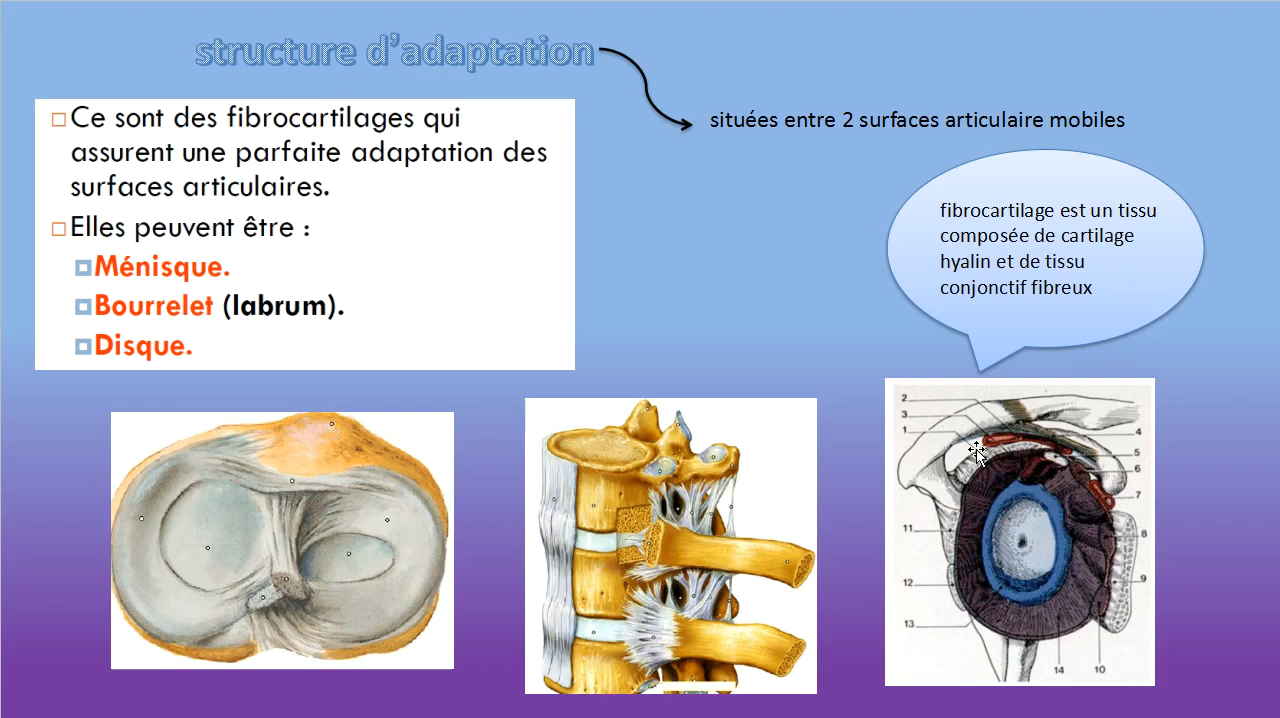 structure d'adaptation
situées entre 2 surfaces articulaire mobiles
Ce sont des fibrocartilages qui
assurent une parfaite adaptation des
surfaces articulaires.
Elles peuvent être :
Ménisque.
Bourrelet (labrum).
Disque.
fibrocartilage est un tissu
composée de cartilage
hyalin et de tissu
conjonctif fibreux
2
3
1
4
5
6
7
11
8
12
9
13
14
10